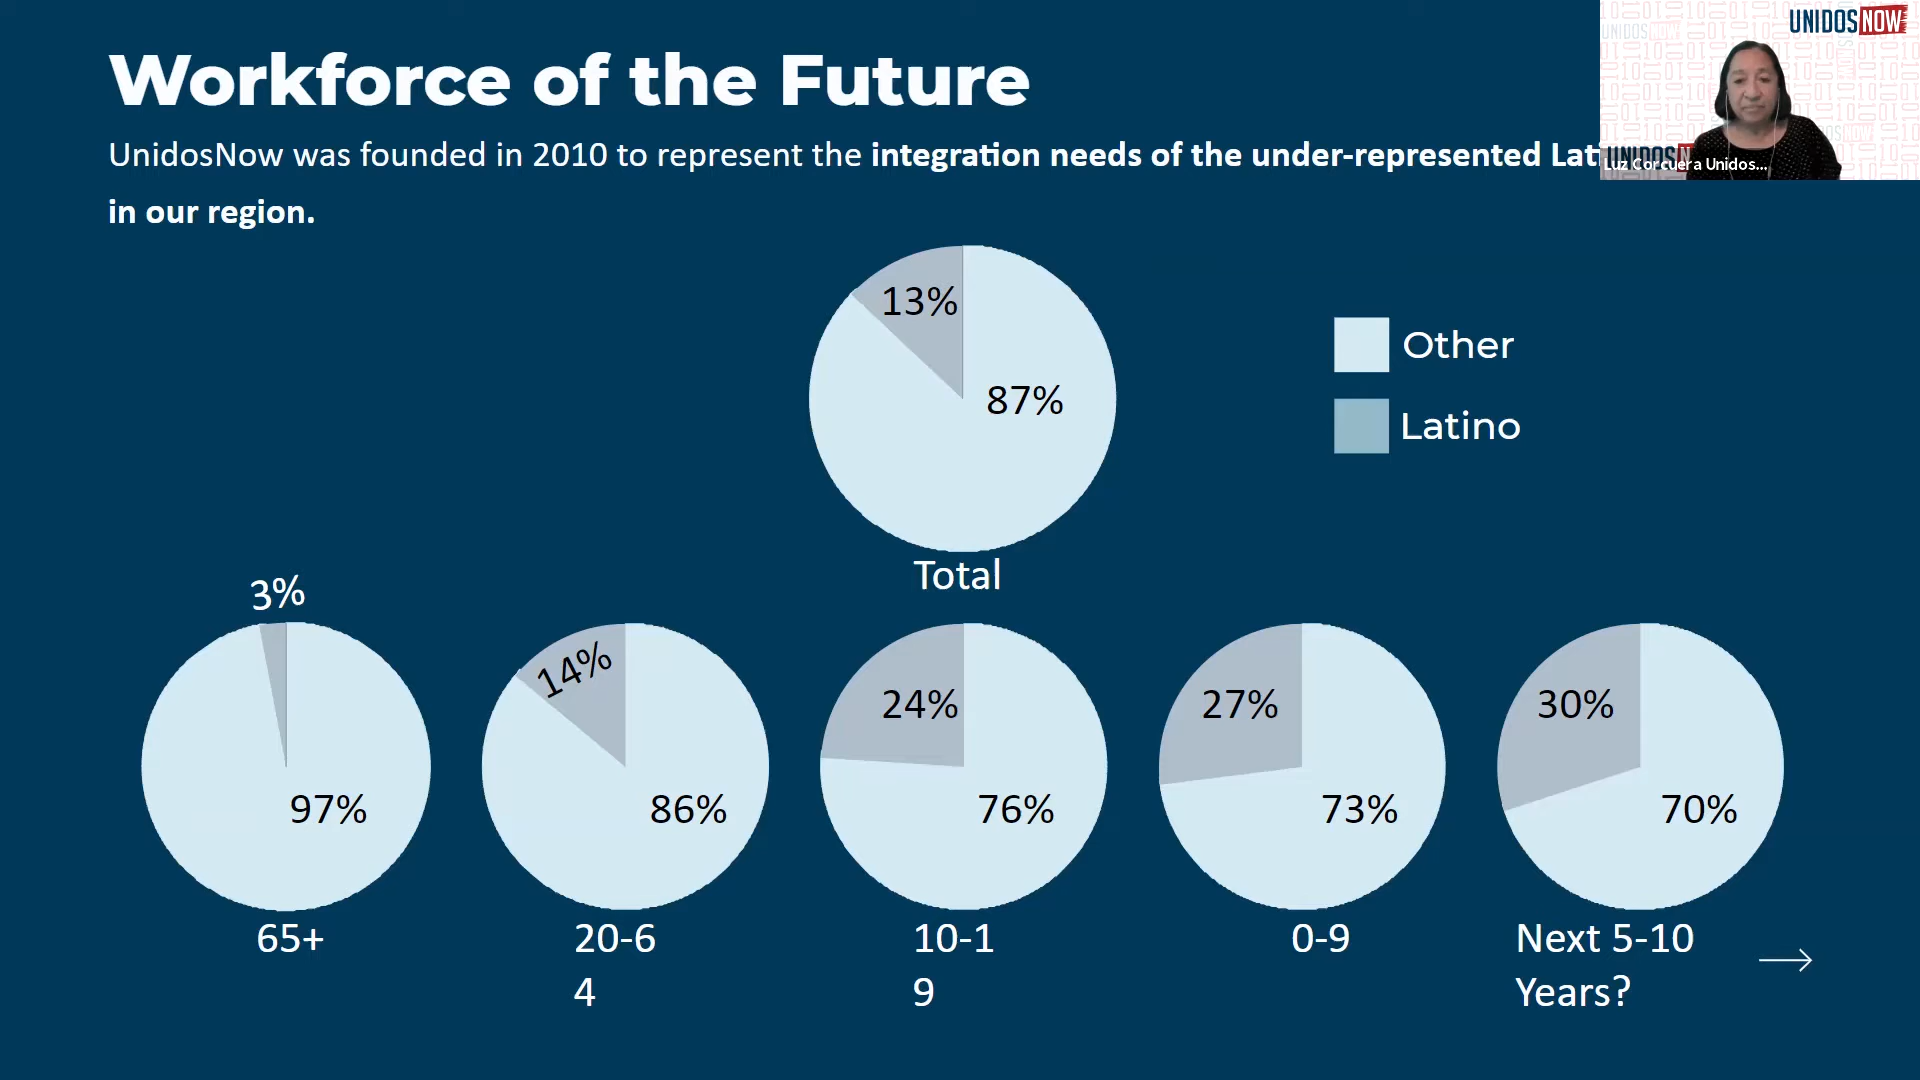 Workforce of the Future
UNIDOS NOW
UnidosNow was founded in 2010 to represent the integration needs of the under-represented
Luz Corcuera Unidos...
in our region.
13%
87%
Other
Latino
Total
3%
97%
14%
86%
24%
76%
27%
73%
30%
70%
65+
20-6
4
10-1
9
0-9
Next 5-10
Years?